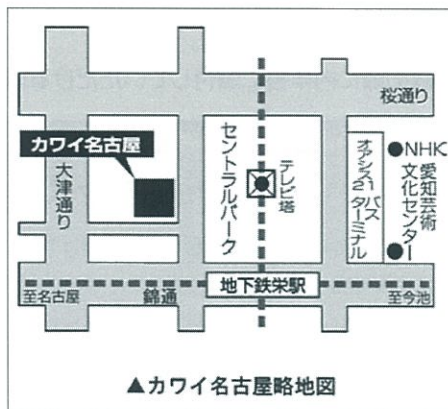 桜通り
カワイ名古屋
大津通り
セントラルパーク
テレビ塔
オアシス21
バスターミナル
NHK
愛知芸術
文化センター
地下鉄栄駅
至名古屋
錦通
至今池
▲カワイ名古屋略地図